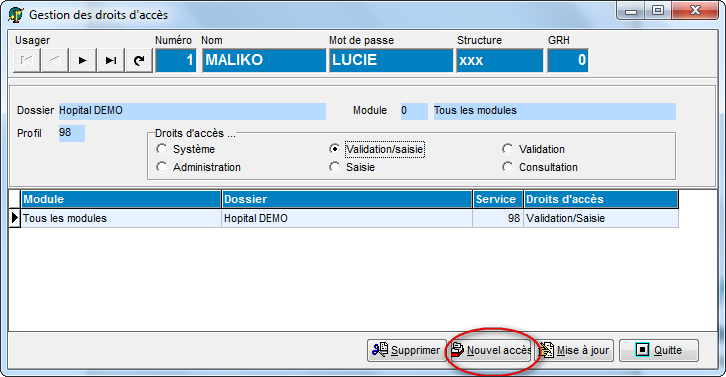 Gestion des droits d'accès
Usager Numéro Nom Mot de passe Structure GRH
1 MALIKO LUCIE xxx 0
Dossier Hopital DEMO Module 0 Tous les modules
Profil 98 Droits d'accès ...
Système Validation/saisie Validation
Administration Saisie Consultation
Module Dossier Service Droits d'accès
Tous les modules Hopital DEMO 98 Validation/Saisie
Supprimer Nouvel accès Mise à jour Quitte